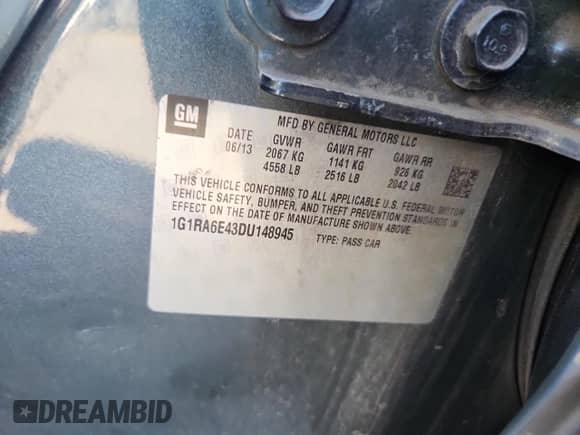 GM
MFD BY GENERAL MOTORS LLC
DATE GVWR GAWR FRT GAWR RR
06/13 2067 KG 1141 KG 926 KG
4558 LB 2516 LB 2042 LB
THIS VEHICLE CONFORMS TO ALL APPLICABLE U.S. FEDERAL MOTOR
VEHICLE SAFETY, BUMPER, AND THEFT PREVENTION STANDARDS IN
EFFECT ON THE DATE OF MANUFACTURE SHOWN ABOVE.
1G1RA6E43DU148945 TYPE: PASS CAR
10.9
DREAMBID